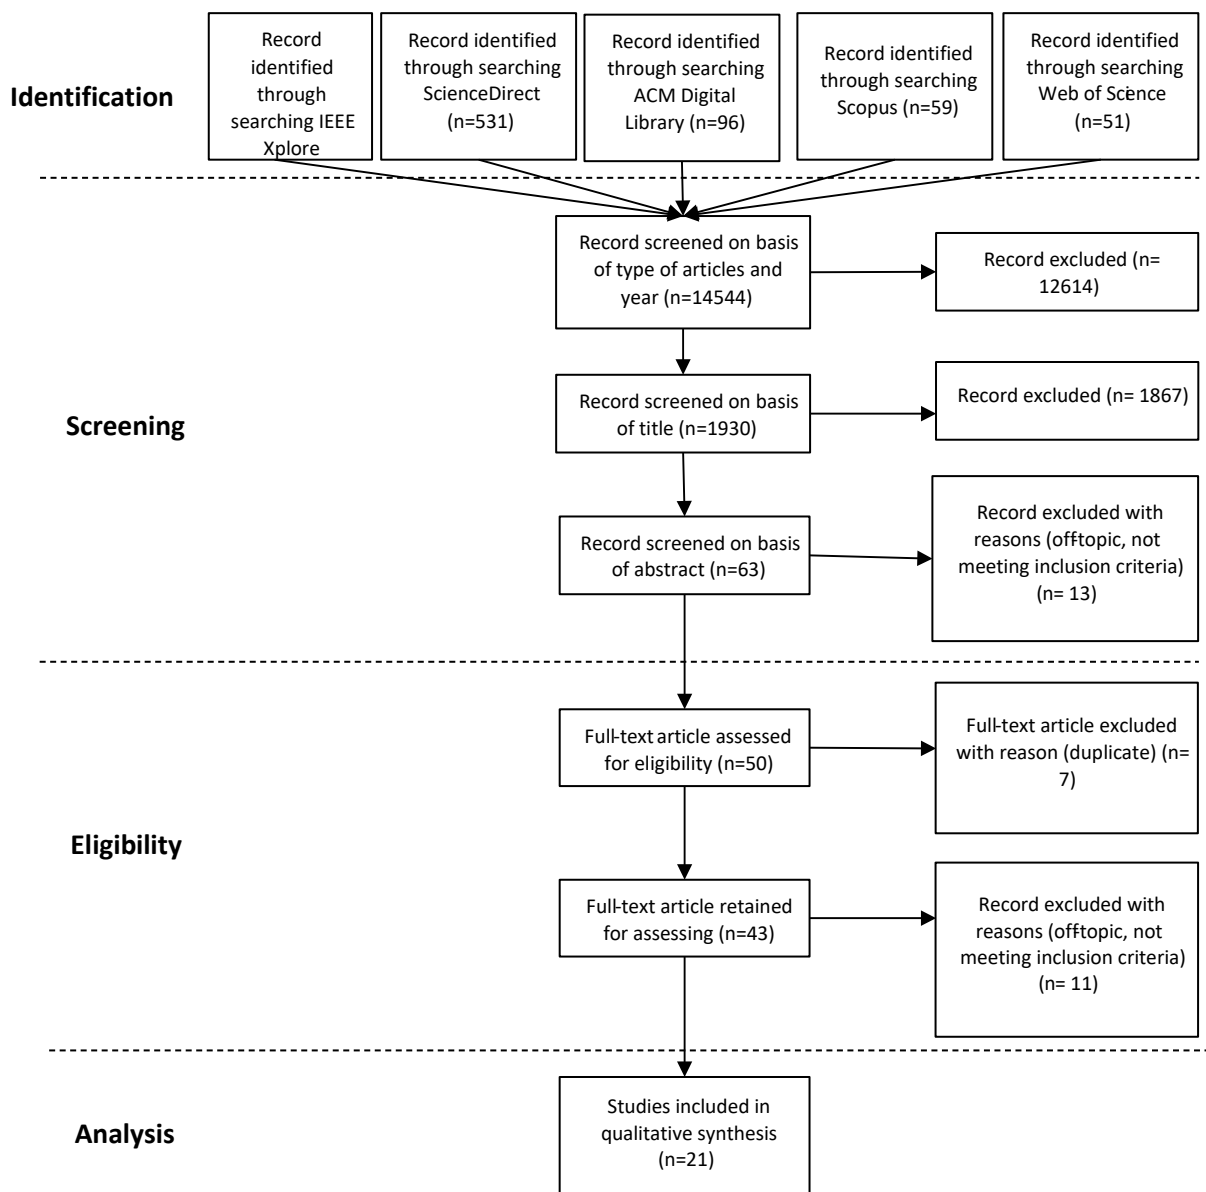 Identification
Record
identified
through
searching IEEE
Xplore
Record identified
through searching
ScienceDirect
(n=531)
Record identified
through searching
ACM Digital
Library (n=96)
Record identified
through searching
Scopus (n=59)
Record identified
through searching
Web of Science
(n=51)
Screening
Record screened on basis
of type of articles and
year (n=14544)
Record excluded (n=
12614)
Record screened on basis
of title (n=1930)
Record excluded (n= 1867)
Record screened on basis
of abstract (n=63)
Record excluded with
reasons (offtopic, not
meeting inclusion criteria)
(n= 13)
Eligibility
Full-text article assessed
for eligibility (n=50)
Full-text article excluded
with reason (duplicate) (n=
7)
Full-text article retained
for assessing (n=43)
Record excluded with
reasons (offtopic, not
meeting inclusion criteria)
(n= 11)
Analysis
Studies included in
qualitative synthesis
(n=21)